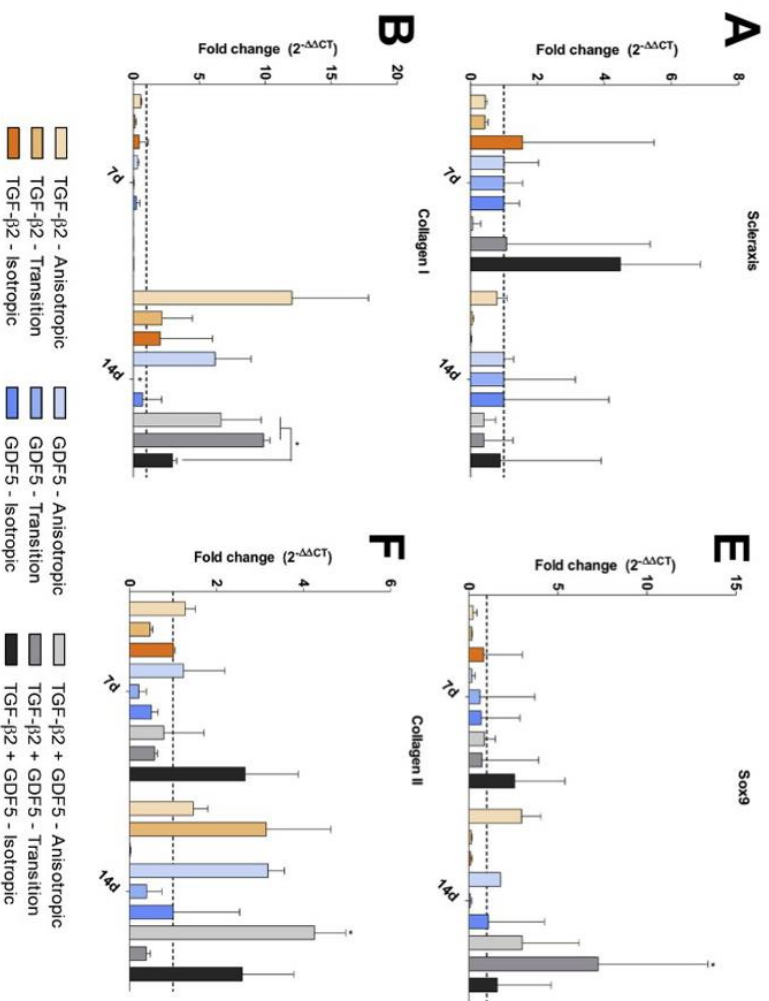 A
Scleraxis
Fold change (2-ΔΔCT)
8
6
4
2
0
7d
14d
B
Collagen I
Fold change (2-ΔΔCT)
20
15
10
5
0
7d
14d
*
*
E
Sox9
Fold change (2-ΔΔCT)
15
10
5
0
7d
14d
*
F
Collagen II
Fold change (2-ΔΔCT)
6
4
2
0
7d
14d
*
TGF-β2 - Anisotropic
TGF-β2 - Transition
TGF-β2 - Isotropic
GDF5 - Anisotropic
GDF5 - Transition
GDF5 - Isotropic
TGF-β2 + GDF5 - Anisotropic
TGF-β2 + GDF5 - Transition
TGF-β2 + GDF5 - Isotropic